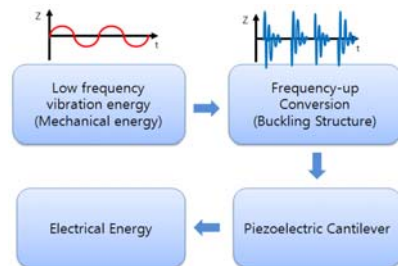 Z
t
Z
t
Low frequency
vibration energy
(Mechanical energy)
Frequency-up
Conversion
(Buckling Structure)
Electrical Energy
Piezoelectric Cantilever